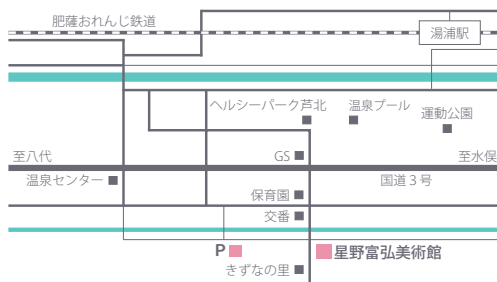 肥薩おれんじ鉄道
湯浦駅
ヘルシーパーク芦北
温泉プール
運動公園
至八代
GS
至水俣
温泉センター
国道3号
保育園
交番
P
星野富弘美術館
きずなの里